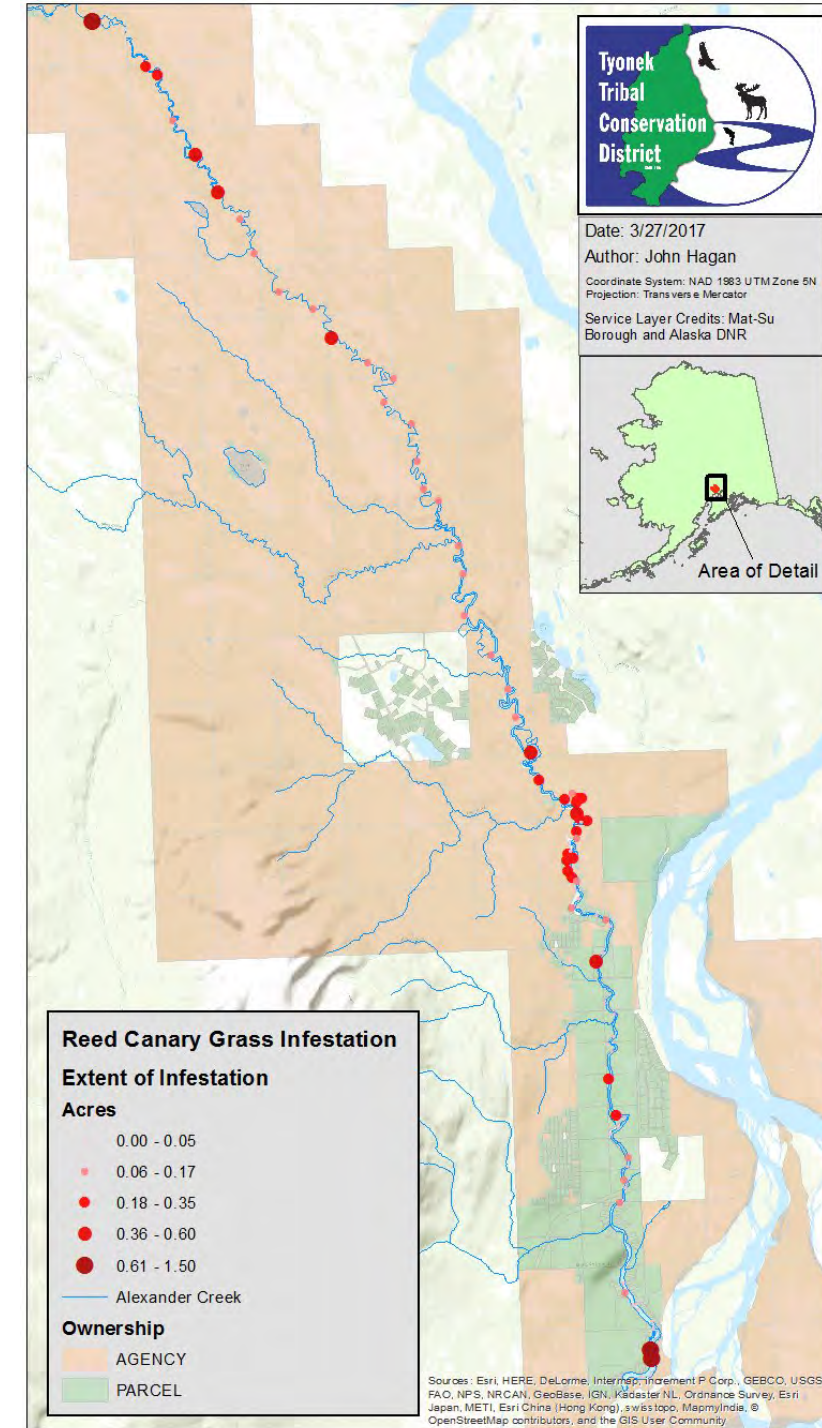 Tyonek
Tribal
Conservation
District
Date: 3/27/2017
Author: John Hagan
Coordinate System: NAD 1983 UTM Zone 5N
Projection: Transverse Mercator
Service Layer Credits: Mat-Su
Borough and Alaska DNR
Area of Detail
Reed Canary Grass Infestation
Extent of Infestation
Acres
0.00 - 0.05
0.06 - 0.17
0.18 - 0.35
0.36 - 0.60
0.61 - 1.50
Alexander Creek
Ownership
AGENCY
PARCEL
Sources: Esri, HERE, DeLorme, Intermap, increment P Corp., GEBCO, USGS
FAO, NPS, NRCAN, GeoBase, IGN, Kadaster NL, Ordnance Survey, Esri
Japan, METI, Esri China (Hong Kong), swisstopo, MapmyIndia, ©
OpenStreetMap contributors, and the GIS User Community